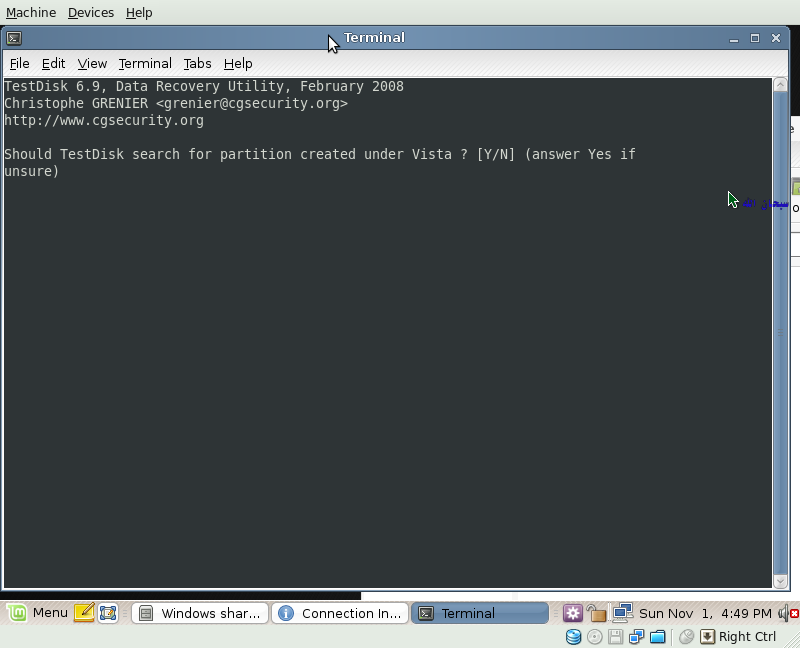 Machine Devices Help
Terminal
File Edit View Terminal Tabs Help
TestDisk 6.9, Data Recovery Utility, February 2008
Christophe GRENIER <grenier@cgsecurity.org>
http://www.cgsecurity.org
Should TestDisk search for partition created under Vista ? [Y/N] (answer Yes if
unsure)
سبحان الله
Menu Windows shar... Connection In... Terminal Sun Nov 1, 4:49 PM
Right Ctrl